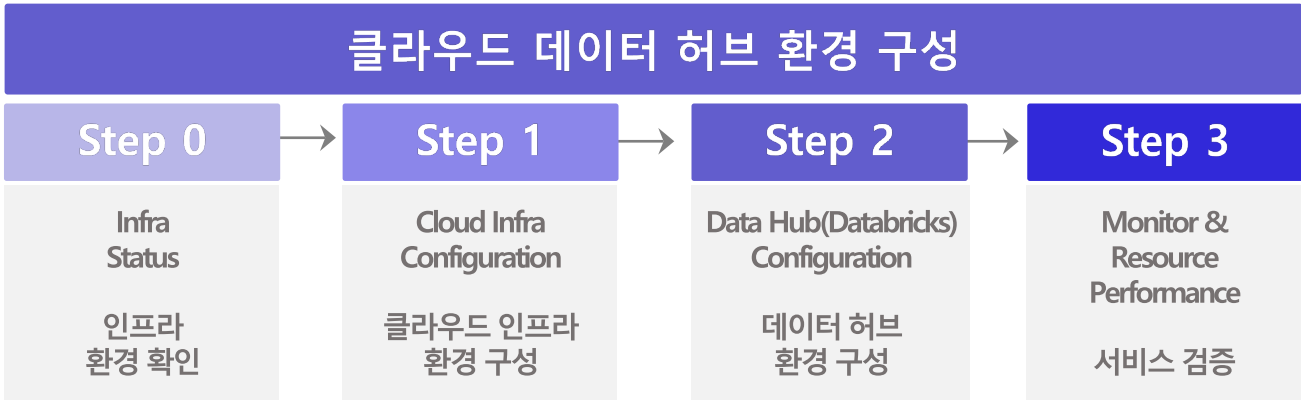 클라우드 데이터 허브 환경 구성
Step 0
Step 1
Step 2
Step 3
Infra
Status
인프라
환경 확인
Cloud Infra
Configuration
클라우드 인프라
환경 구성
Data Hub(Databricks)
Configuration
데이터 허브
환경 구성
Monitor &
Resource
Performance
서비스 검증